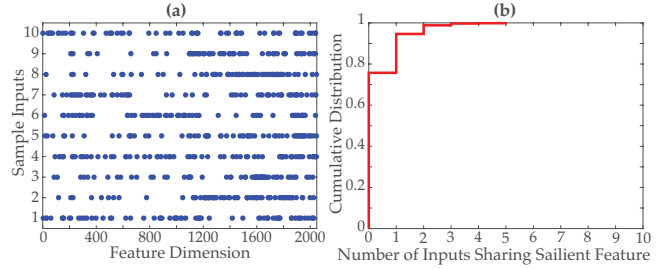 (a)
Sample Inputs
10
9
8
7
6
5
4
3
2
1
0 400 800 1200 1600 2000
Feature Dimension
(b)
Cumulative Distribution
1
0.8
0.6
0.4
0.2
0
0 1 2 3 4 5 6 7 8 9 10
Number of Inputs Sharing Sailient Feature